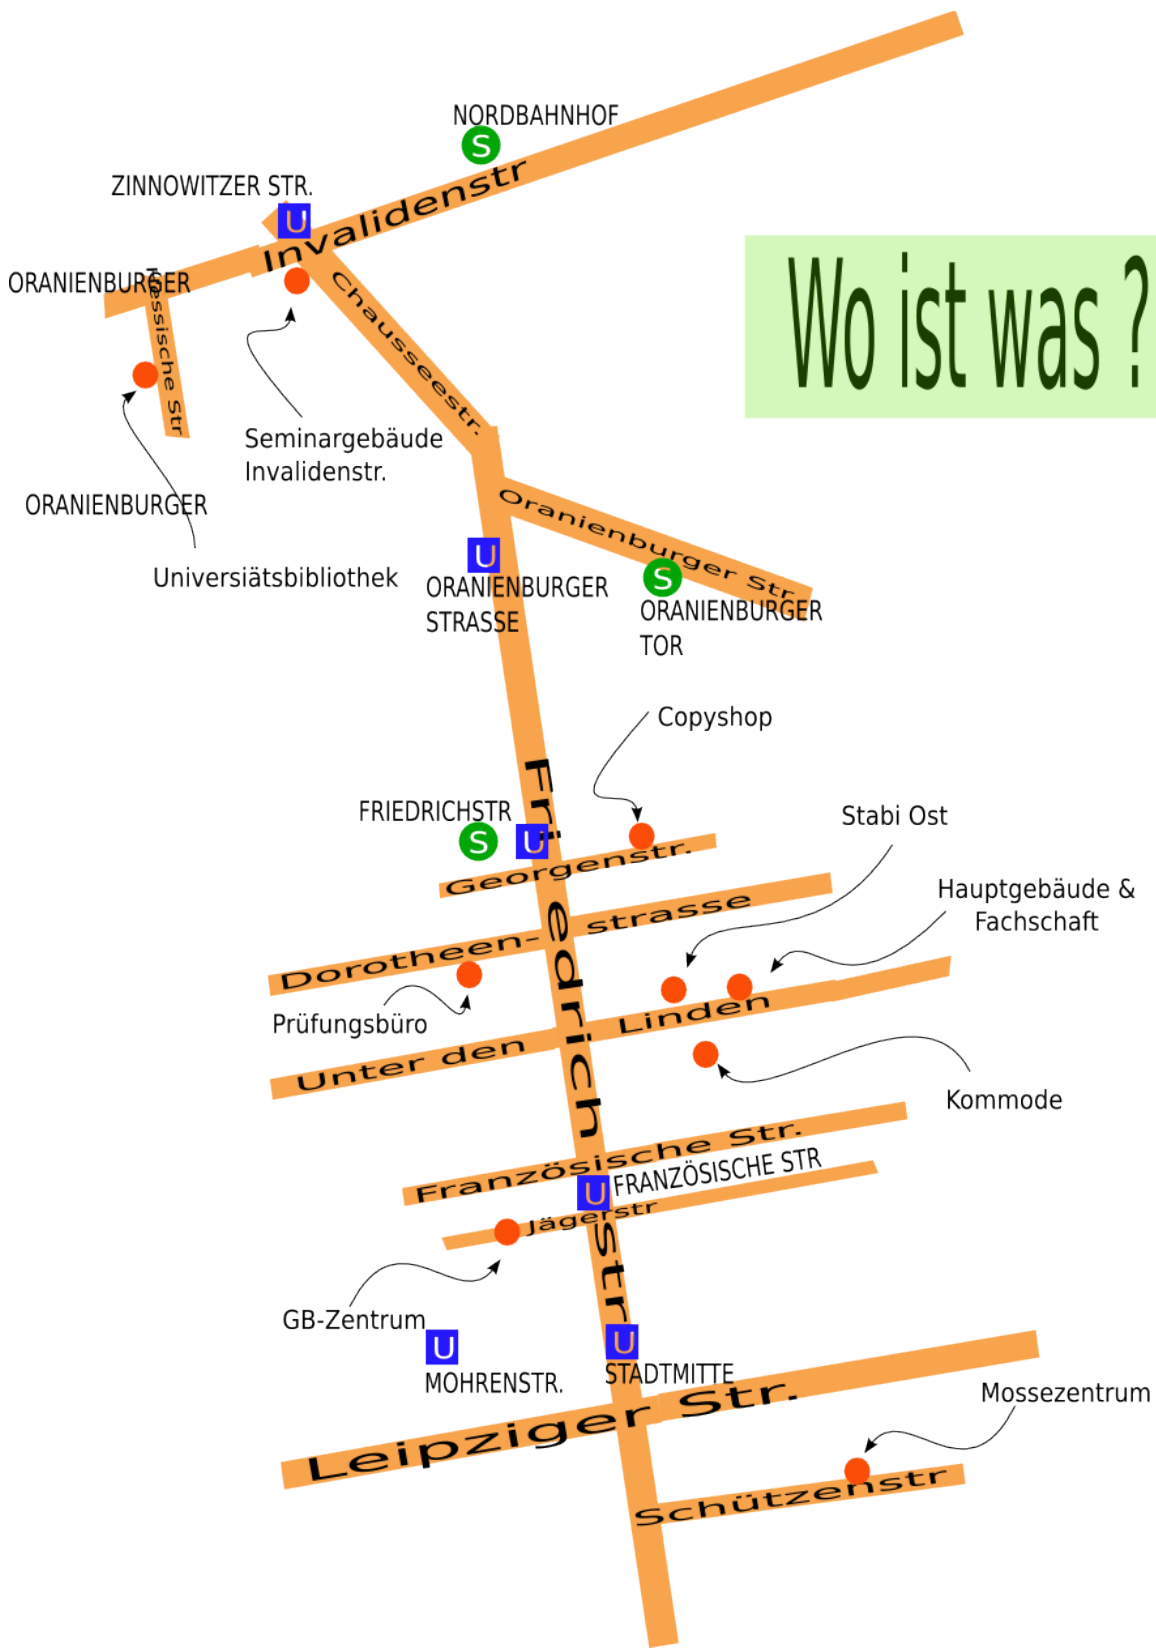 NORDBAHNHOF
S
ZINNOWITZER STR.
U
Invalidenstr
Wo ist was ?
ORANIENBURGER
Hessische Str
Chausseestr.
Seminargebäude
Invalidenstr.
ORANIENBURGER
Universiätsbibliothek
Oranienburger Str
U
ORANIENBURGER
STRASSE
S
ORANIENBURGER
TOR
Copyshop
FRIEDRICHSTR
S
U
Stabi Ost
Georgenstr.
Hauptgebäude &
Fachschaft
Dorotheen- strasse
Prüfungsbüro
Unter den Linden
Friedrichstr
Kommode
Französische Str.
U
FRANZÖSISCHE STR
Jägerstr
GB-Zentrum
U
MOHRENSTR.
U
STADTMITTE
Leipziger Str.
Mossezentrum
Schützenstr